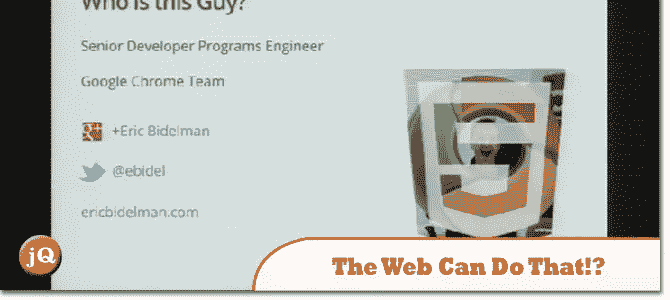 Who is this Guy?
Senior Developer Programs Engineer
Google Chrome Team
+Eric Bidelman
@ebidel
ericbidelman.com
jQ
The Web Can Do That!?